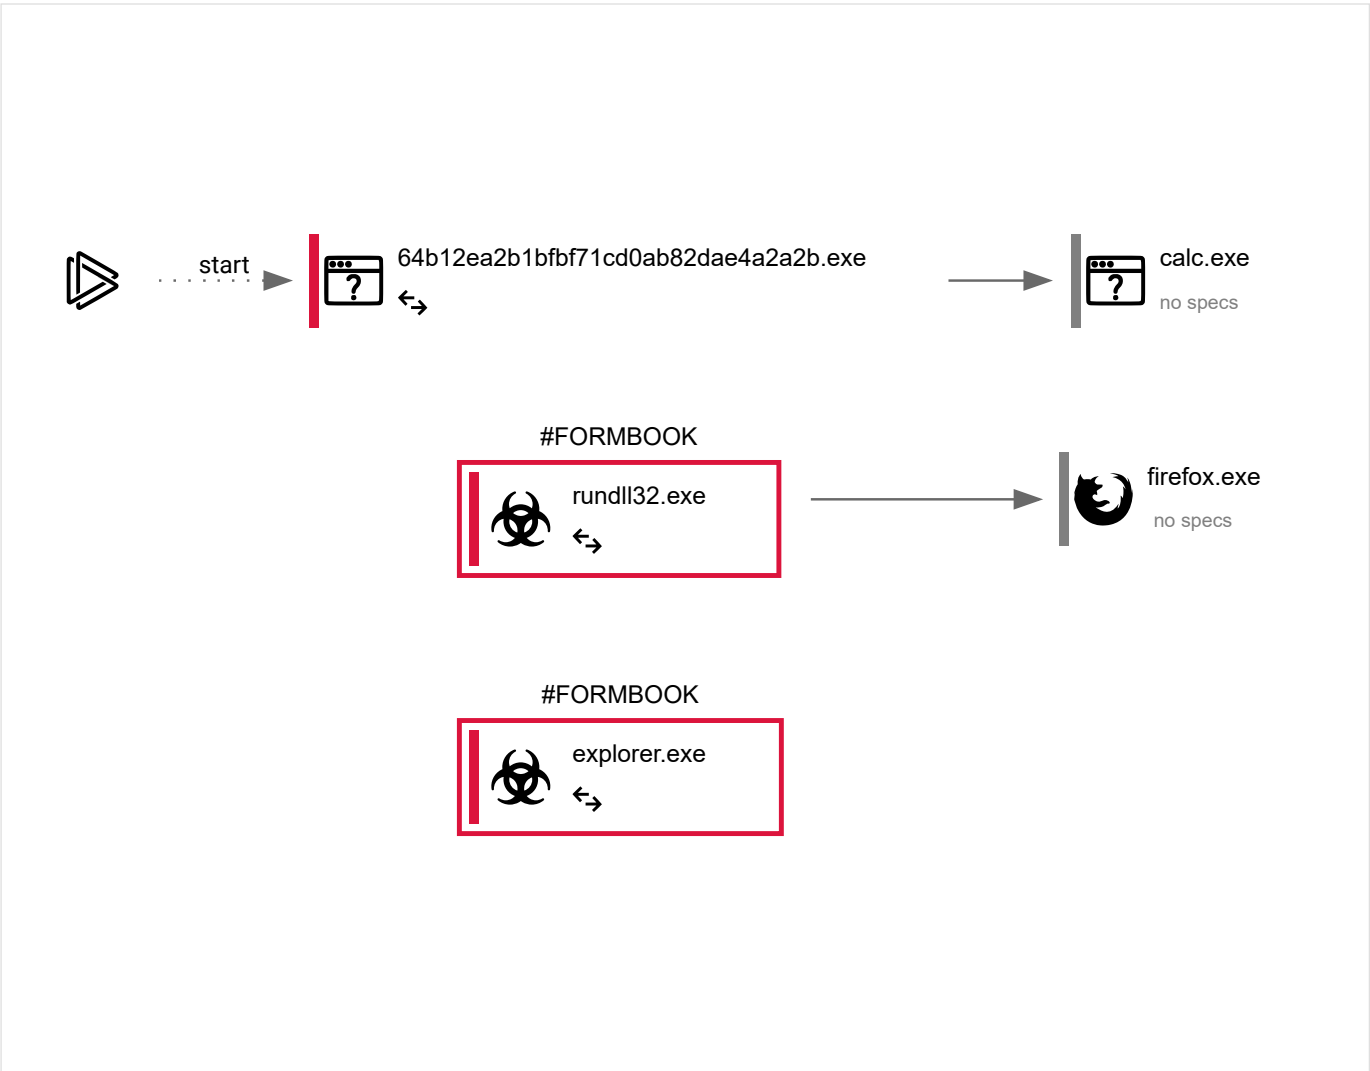 start
64b12ea2b1bfbf71cd0ab82dae4a2a2b.exe
calc.exe
no specs
#FORMBOOK
rundll32.exe
firefox.exe
no specs
#FORMBOOK
explorer.exe